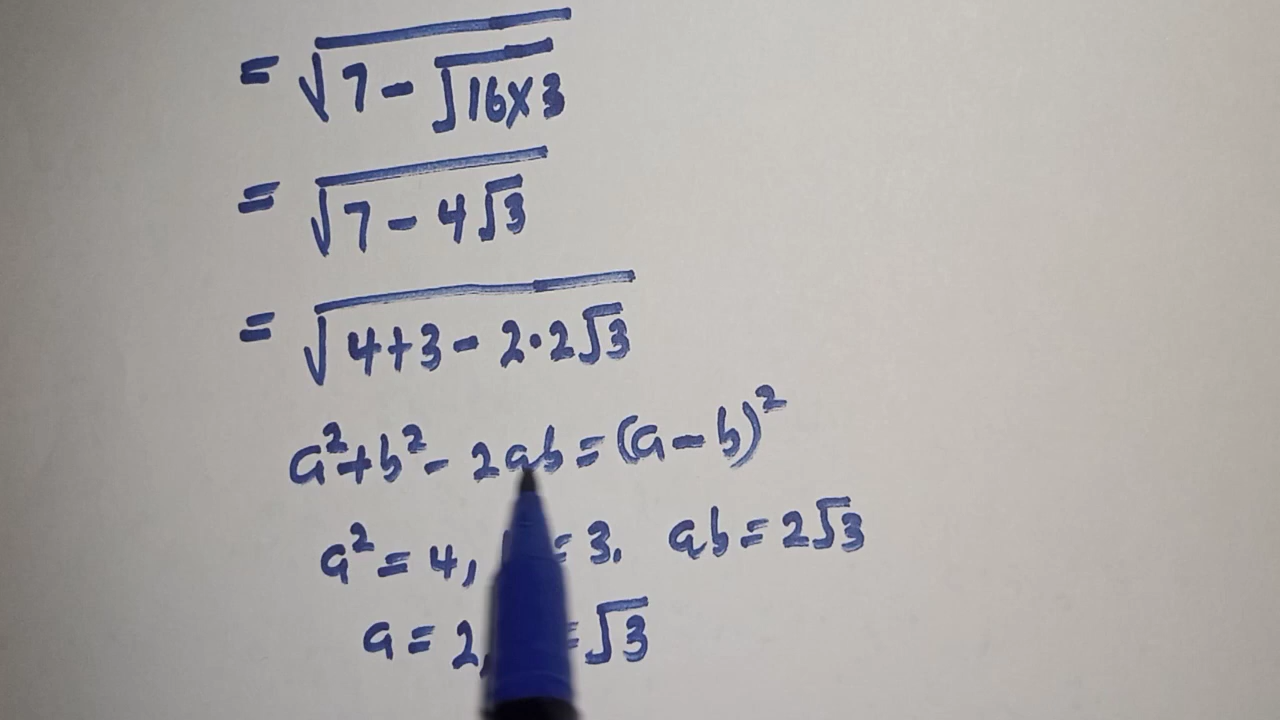 = √(7 - √(16×3))
= √(7 - 4√3)
= √(4+3 - 2·2√3)
a²+b² - 2ab = (a - b)²
a² = 4, = 3. ab = 2√3
a = 2, = √3